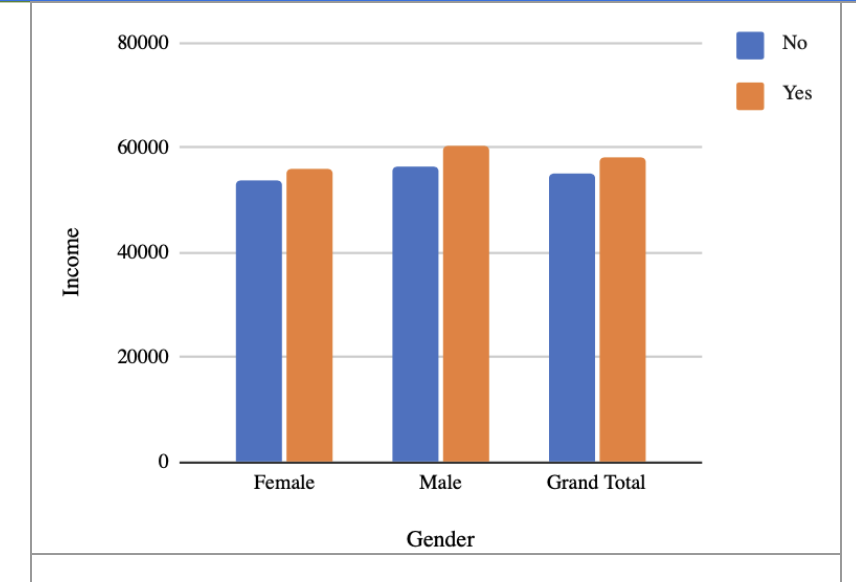 80000
60000
40000
20000
0
Income
Female
Male
Grand Total
Gender
No
Yes